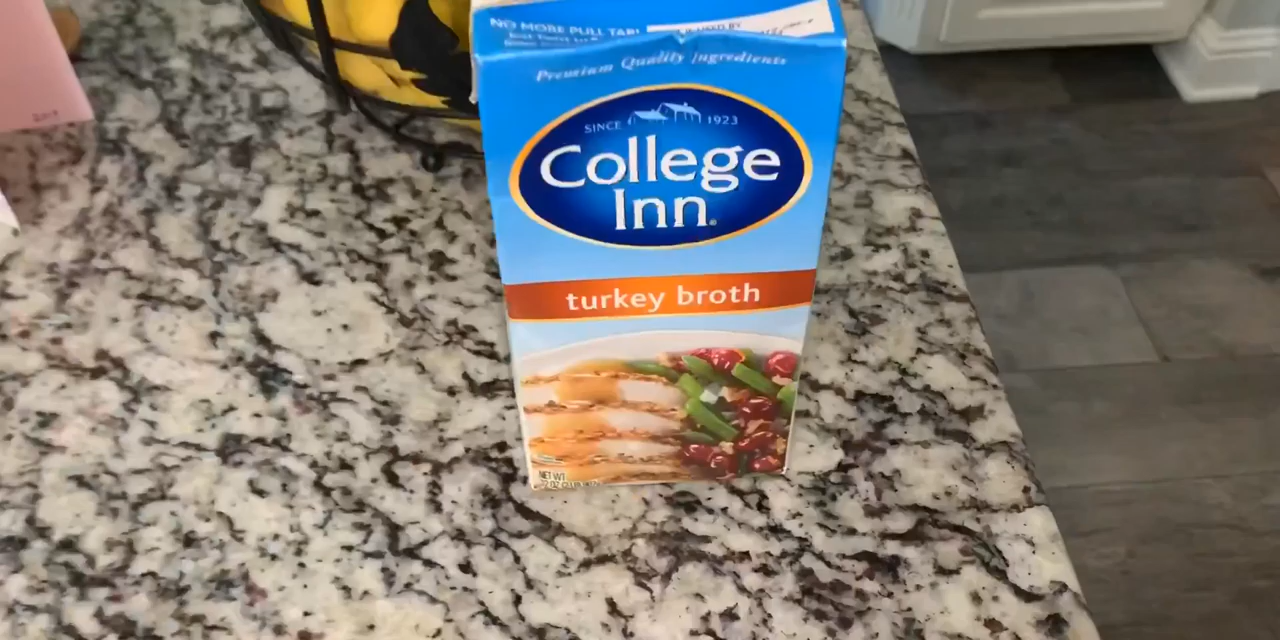 NO MORE PULL TAB!
Premium Quality Ingredients
SINCE 1923
College
Inn
turkey broth
NET WT